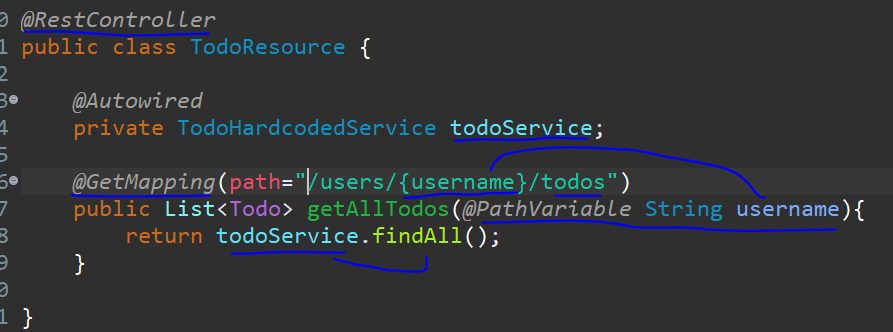 0 @RestController
1 public class TodoResource {
2
3 @Autowired
4 private TodoHardcodedService todoService;
5
6 @GetMapping(path="/users/{username}/todos")
7 public List<Todo> getAllTodos(@PathVariable String username){
8 return todoService.findAll();
9 }
0
1 }